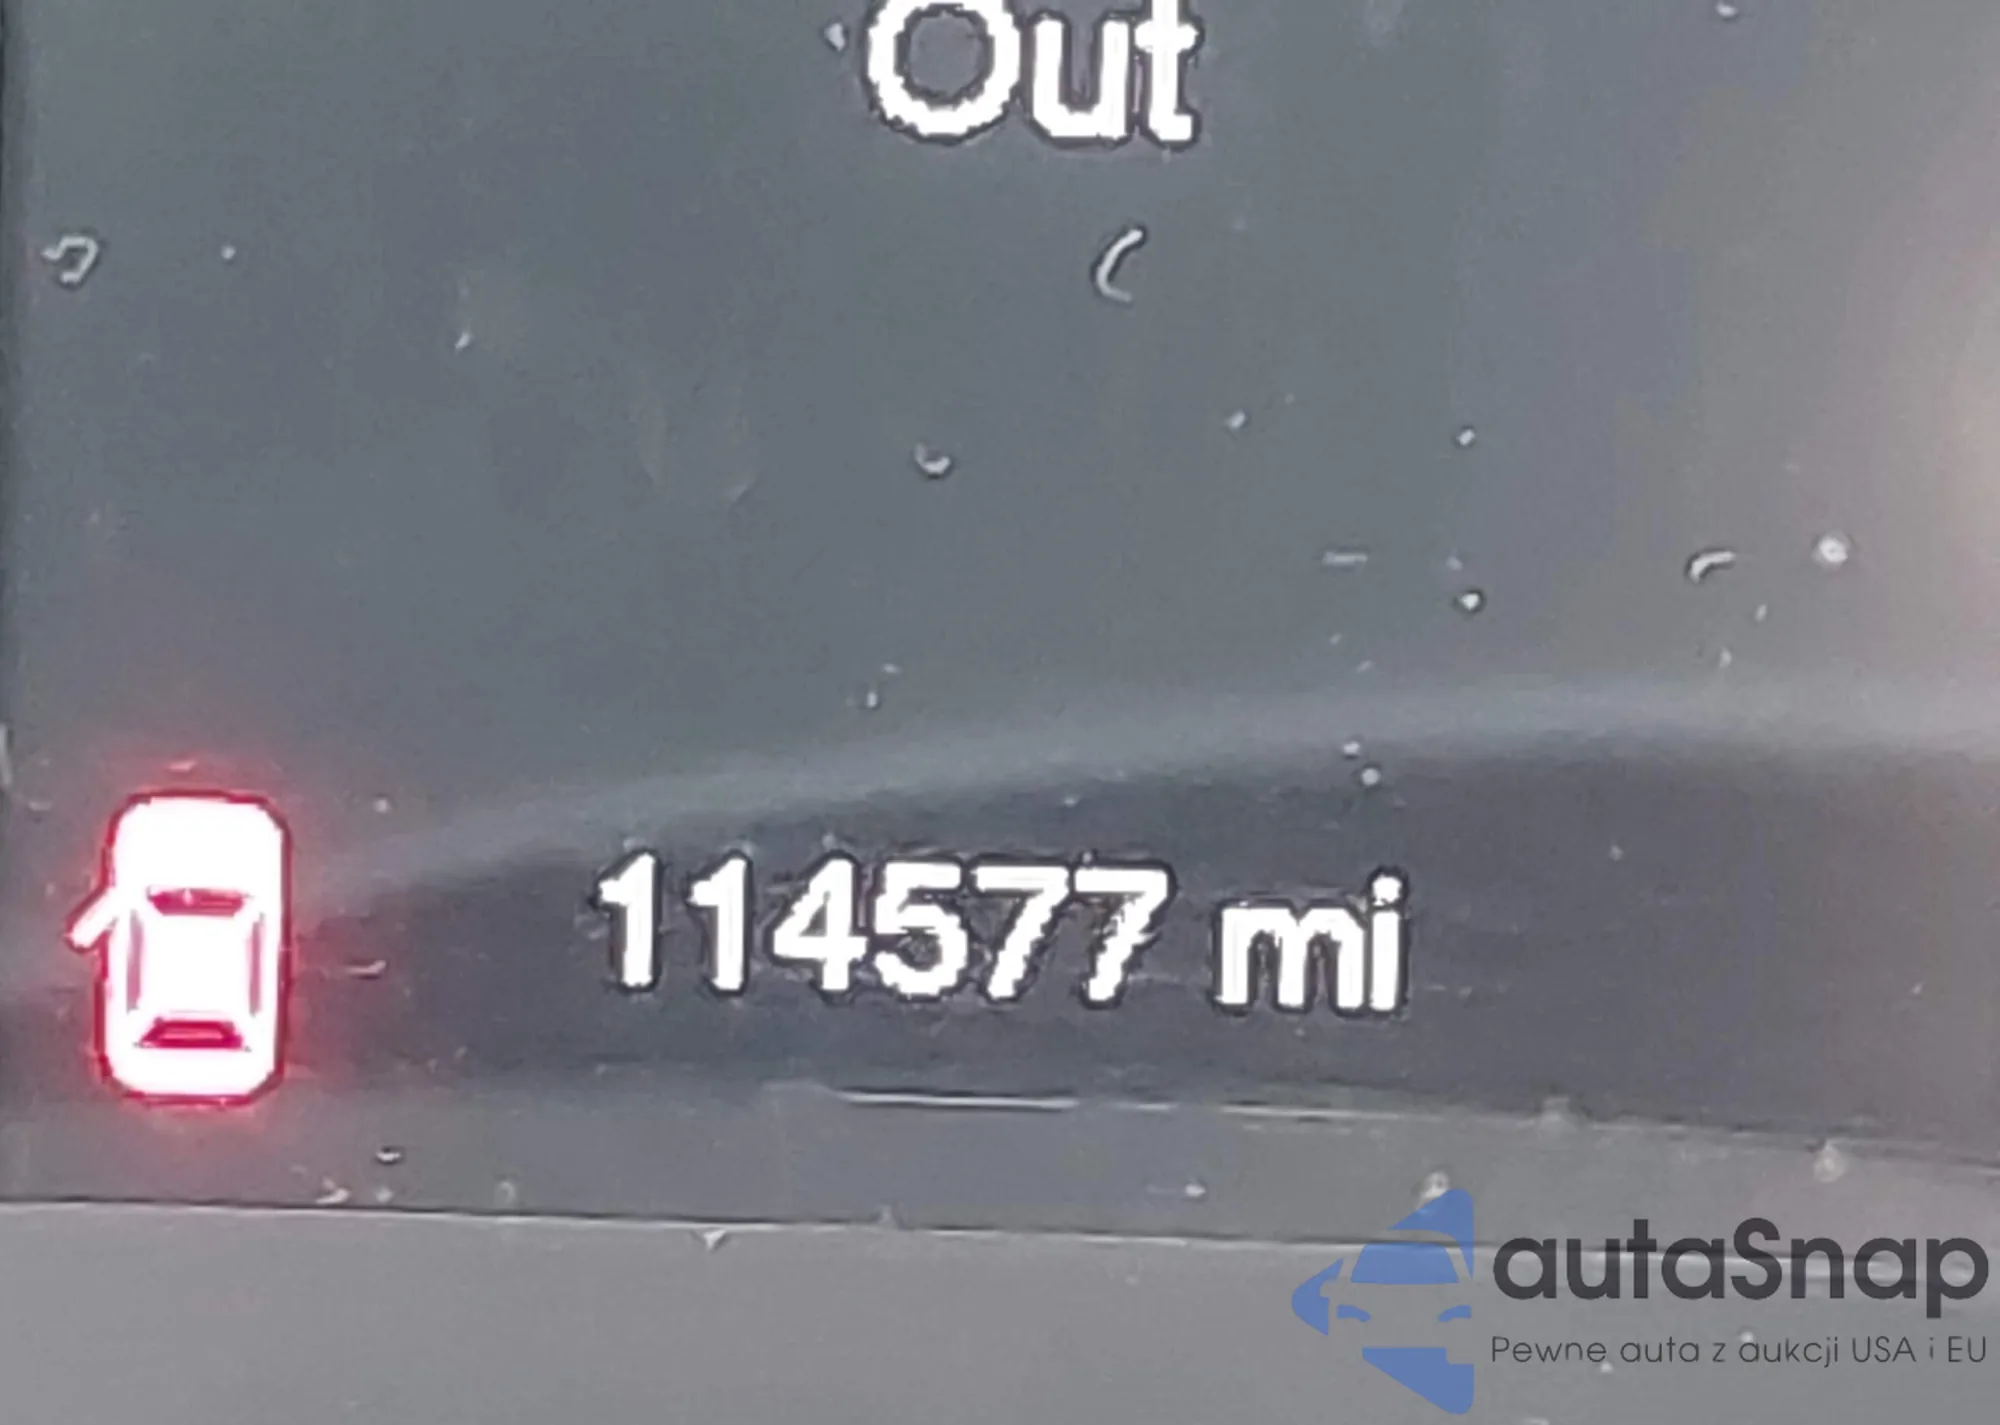 Out
114577 mi
autaSnap
Pewne auta z aukcji USA i EU